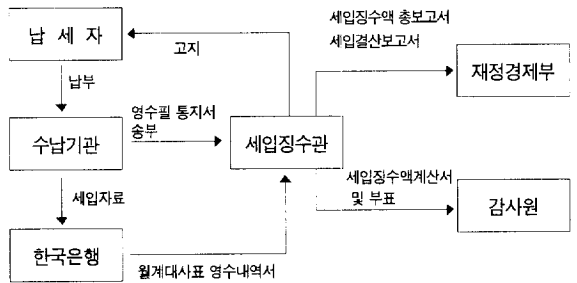 세입징수액 총보고서
세입결산보고서
납 세 자
고지
재정경제부
납부
영수필 통지서
송부
수납기관
세입징수관
세입징수액계산서
및 부표
세입자료
감사원
한국은행
월계대사표 영수내역서